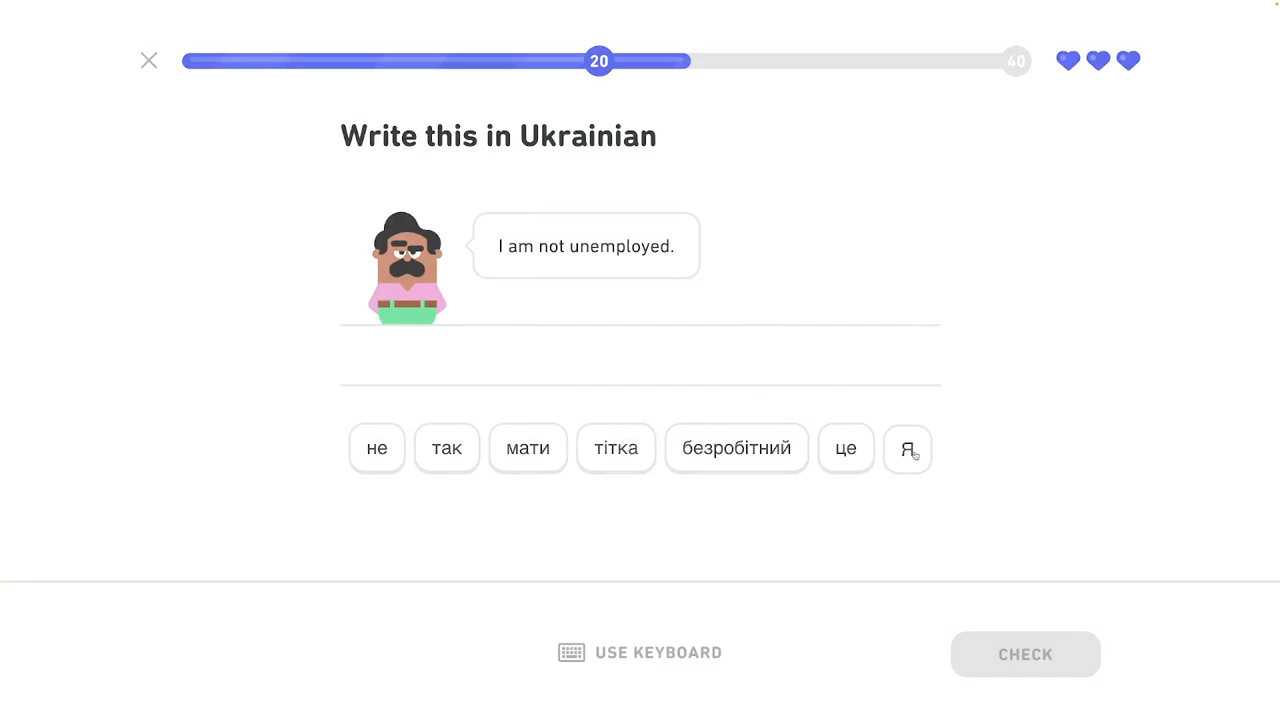 20
40
Write this in Ukrainian
I am not unemployed.
не так мати тітка безробітний це Я
USE KEYBOARD
CHECK